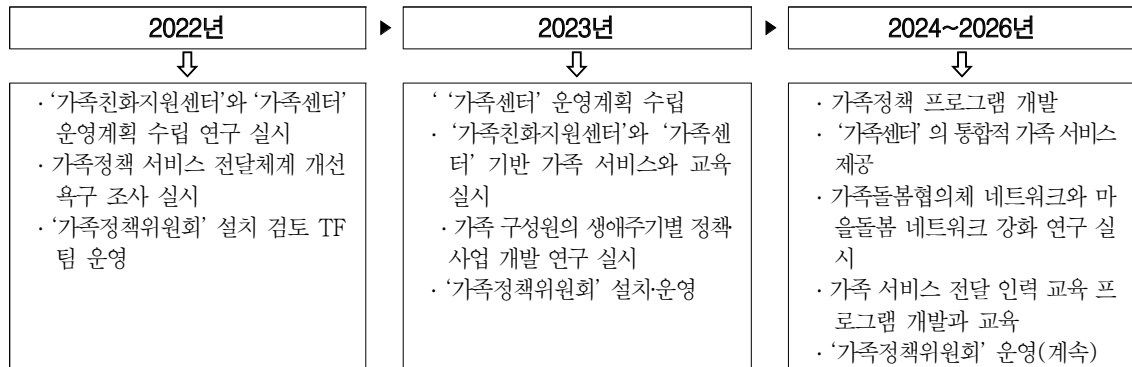 2022년 ▶ 2023년 ▶ 2024~2026년
· ‘가족친화지원센터’와 ‘가족센터’
운영계획 수립 연구 실시
· 가족정책 서비스 전달체계 개선
욕구 조사 실시
· ‘가족정책위원회’ 설치 검토 TF
팀 운영
‘ ‘가족센터’ 운영계획 수립
· ‘가족친화지원센터’와 ‘가족센
터’ 기반 가족 서비스와 교육
실시
· 가족 구성원의 생애주기별 정책·
사업 개발 연구 실시
· ‘가족정책위원회’ 설치·운영
· 가족정책 프로그램 개발
· ‘가족센터’의 통합적 가족 서비스
제공
· 가족돌봄협의체 네트워크와 마
을돌봄 네트워크 강화 연구 실
시
· 가족 서비스 전달 인력 교육 프
로그램 개발과 교육
· ‘가족정책위원회’ 운영(계속)